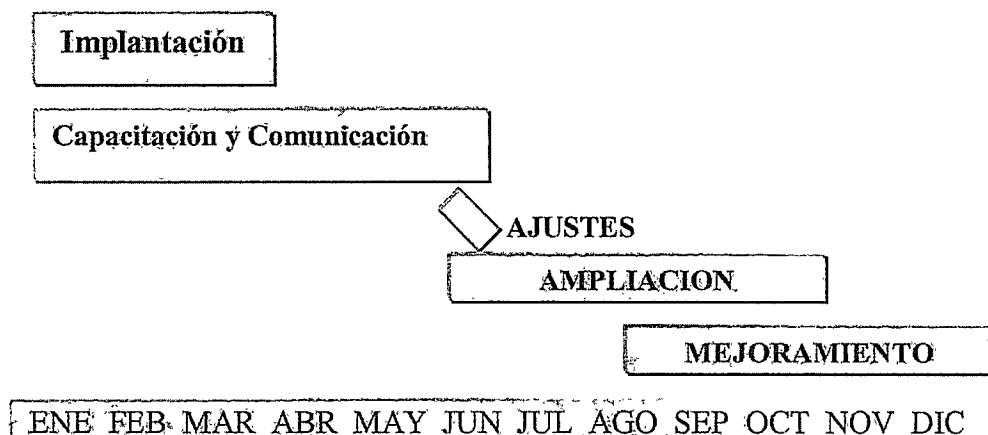 Implantación
Capacitación y Comunicación
AJUSTES
AMPLIACION
MEJORAMIENTO
ENE FEB MAR ABR MAY JUN JUL AGO SEP OCT NOV DIC